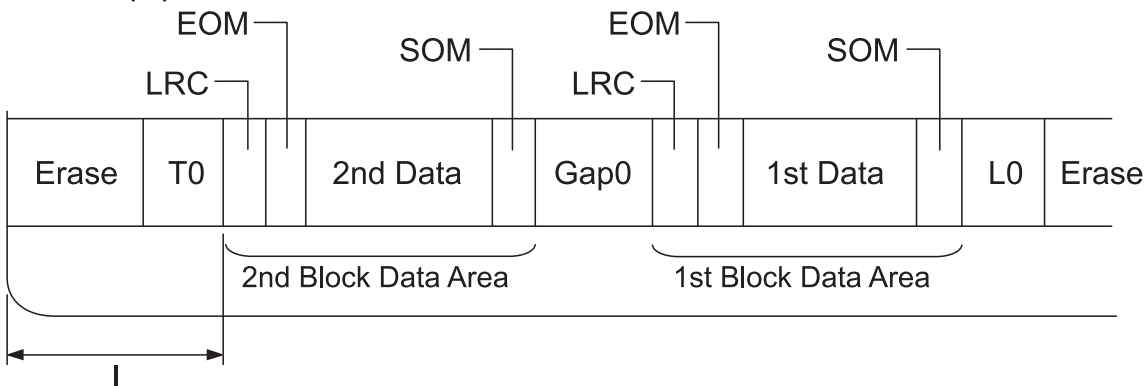 EOM
EOM
SOM
SOM
LRC
LRC
Erase
T0
2nd Data
Gap0
1st Data
L0
Erase
2nd Block Data Area
1st Block Data Area